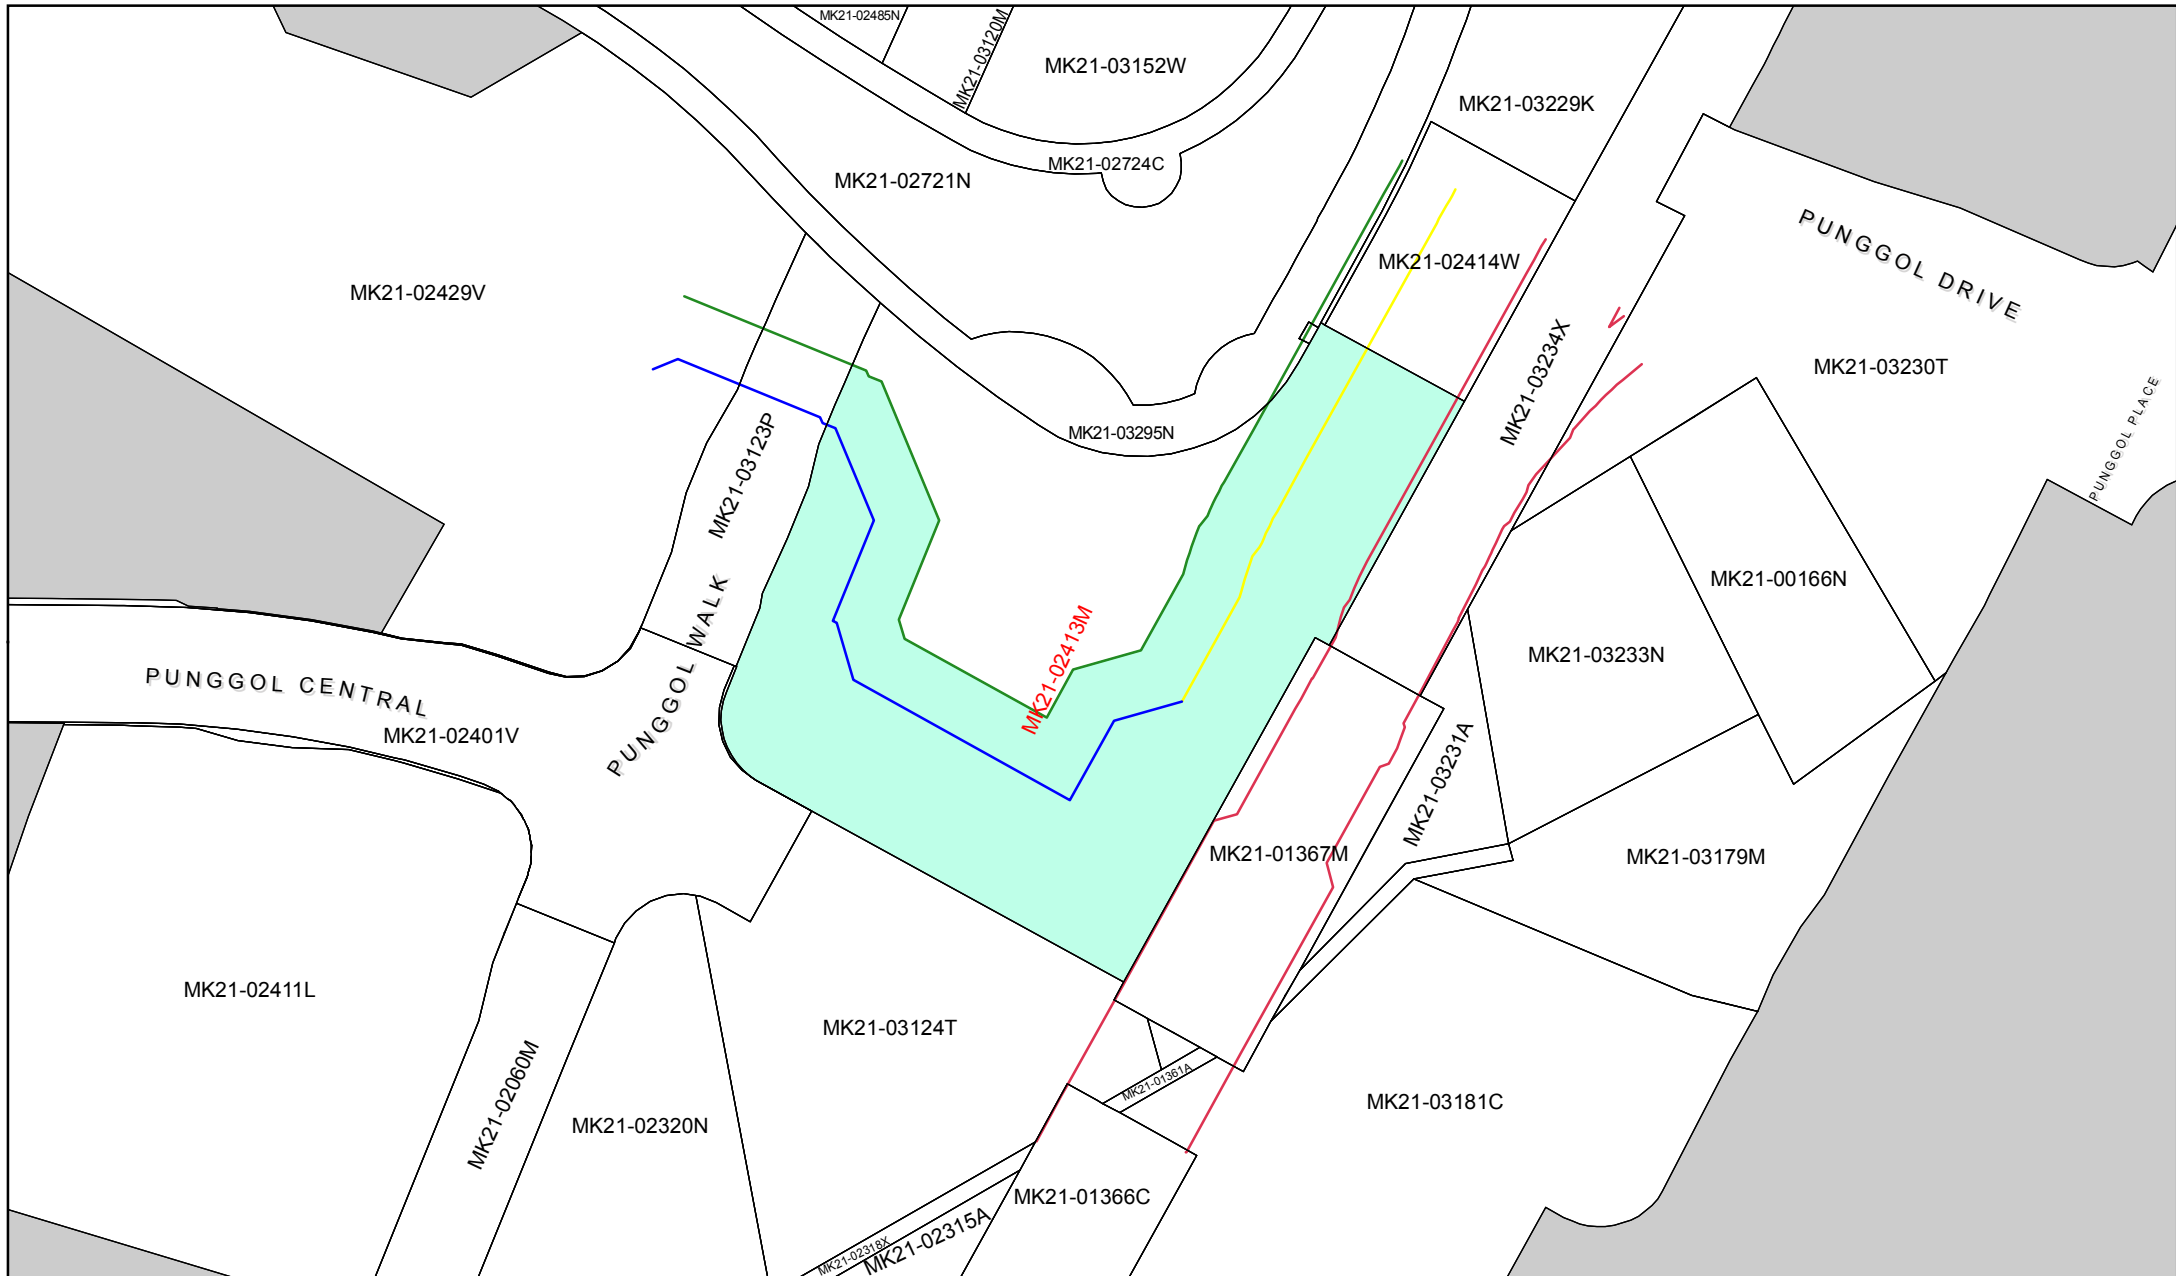 MK21-02485N
MK21-03120M
MK21-03152W
MK21-03229K
MK21-02724C
MK21-02721N
PUNGGOL DRIVE
MK21-02414W
MK21-02429V
MK21-03234X
MK21-03230T
PUNGGOL PLACE
MK21-03295N
MK21-03123P
MK21-00166N
PUNGGOL WALK
MK21-02413M
MK21-03233N
PUNGGOL CENTRAL
MK21-02401V
MK21-03231A
MK21-01367M
MK21-03179M
MK21-02411L
MK21-03124T
MK21-01361A
MK21-03181C
MK21-02060M
MK21-02320N
MK21-01366C
MK21-02315A
MK21-02318X